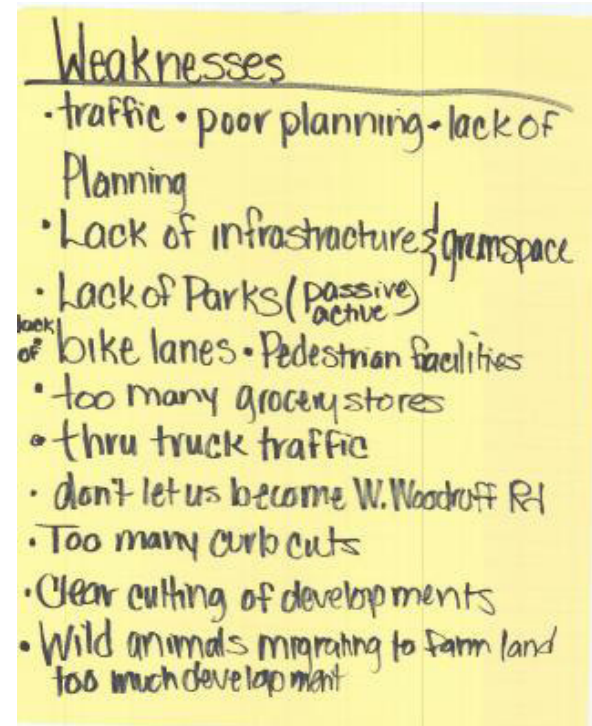 Weaknesses
• traffic • poor planning • lack of
Planning
• Lack of infrastracture & greenspace
• Lack of Parks (passive
active)
lack of bike lanes • Pedestrian facilities
• too many grocery stores
• thru truck traffic
• don't let us become W. Woodruff Rd
• Too many curb cuts
• Clear cutting of developments
• Wild animals migrating to farm land
too much development